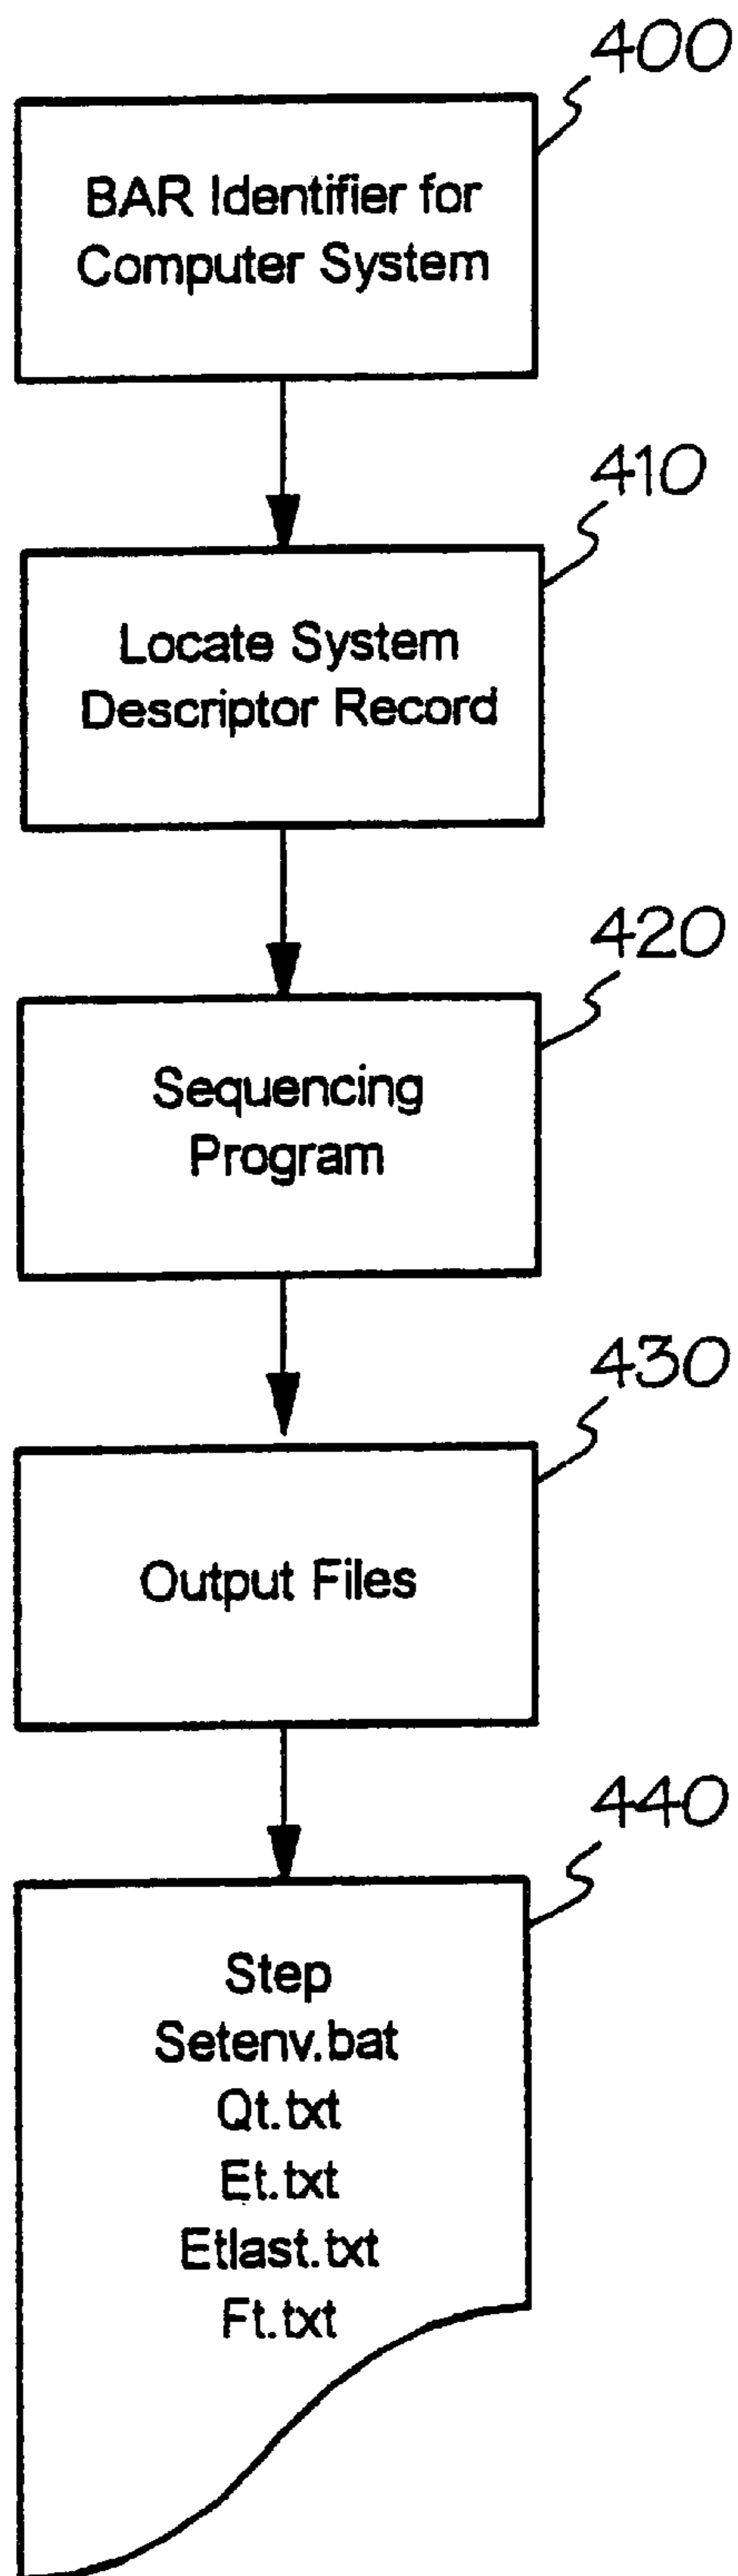 400
BAR Identifier for
Computer System
410
Locate System
Descriptor Record
420
Sequencing
Program
430
Output Files
440
Step
Setenv.bat
Qt.txt
Et.txt
Etlast.txt
Ft.txt